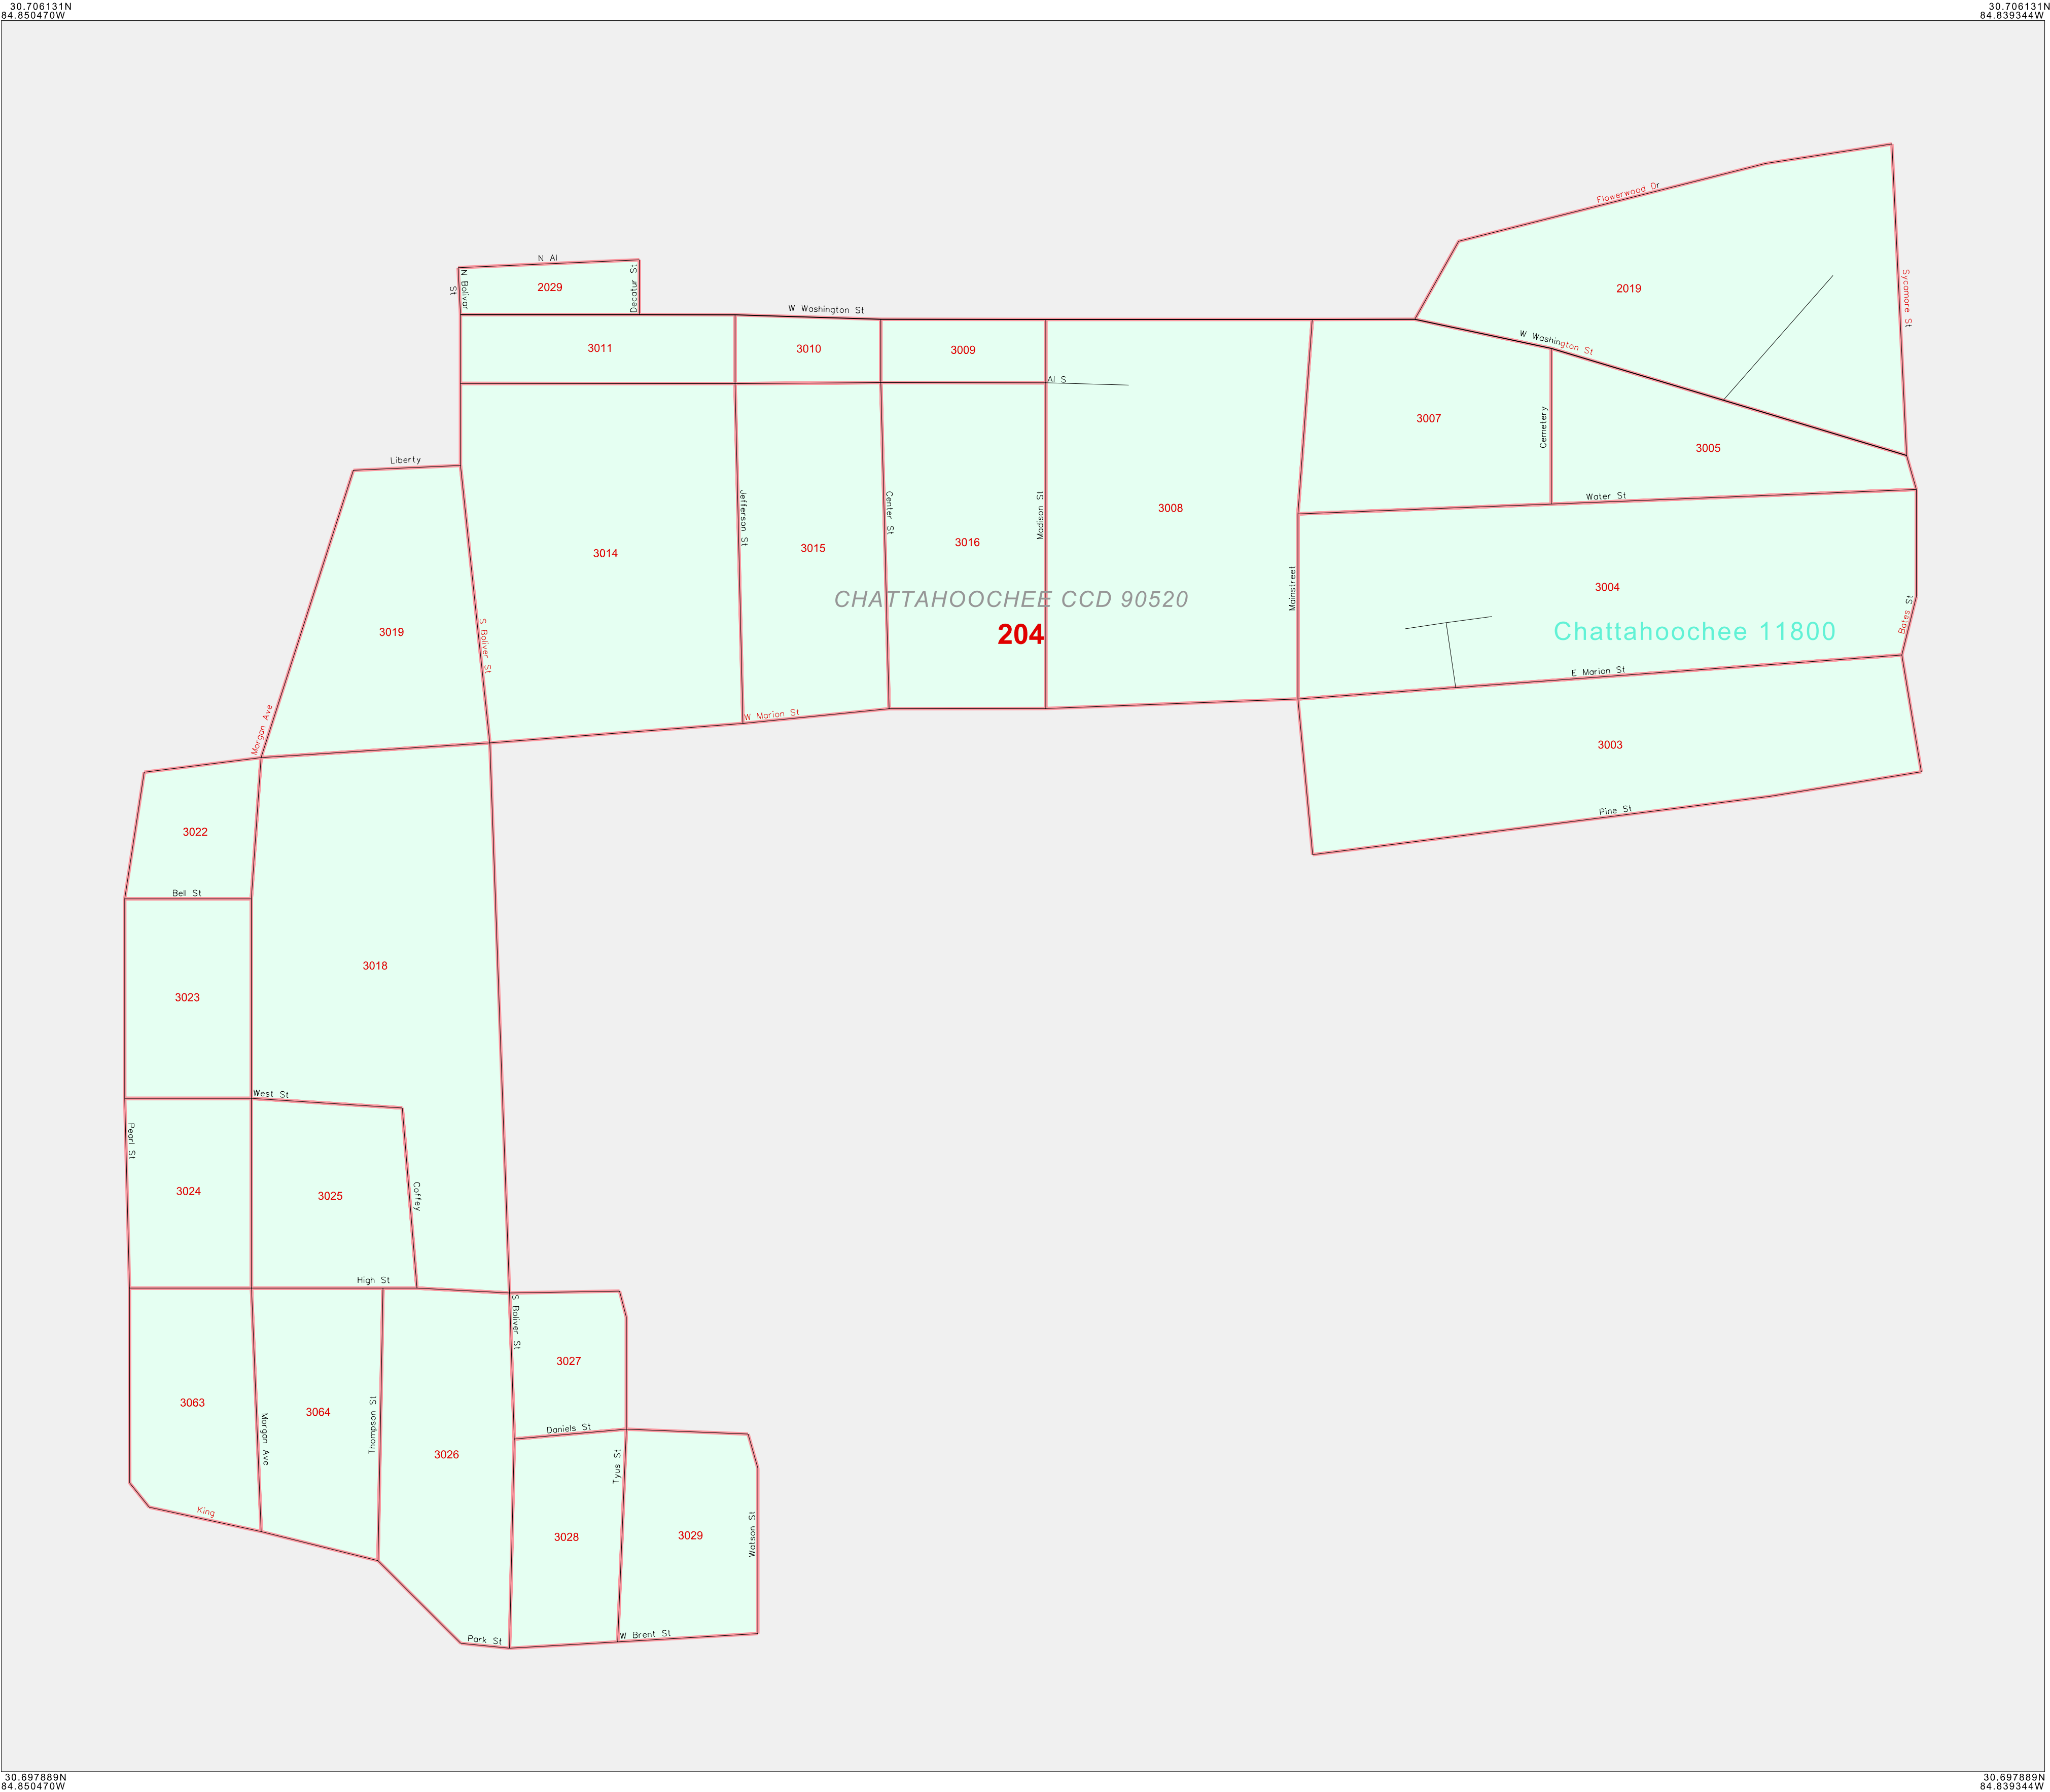 30.706131N
84.850470W
30.706131N
84.839344W
Flowerwood Dr
N Al
N Bolivar St
2029
Decatur St
2019
Sycamore St
W Washington St
3011
3010
3009
W Washington St
Al S
3007
Cemetery
3005
Liberty
Water St
Jefferson St
Center St
Madison St
3008
3014
3015
3016
Mainstreet
3004
CHATTAHOOCHEE CCD 90520
204
Chattahoochee 11800
Bates St
3019
S Boliver St
E Marion St
Morgan Ave
W Marion St
3003
Pine St
3022
Bell St
3018
3023
West St
Pearl St
3024
3025
Coffey
High St
S Boliver St
3027
3063
3064
Morgan Ave
Thompson St
3026
Daniels St
Tyus St
King
3028
3029
Watson St
Park St
W Brent St
30.697889N
84.850470W
30.697889N
84.839344W